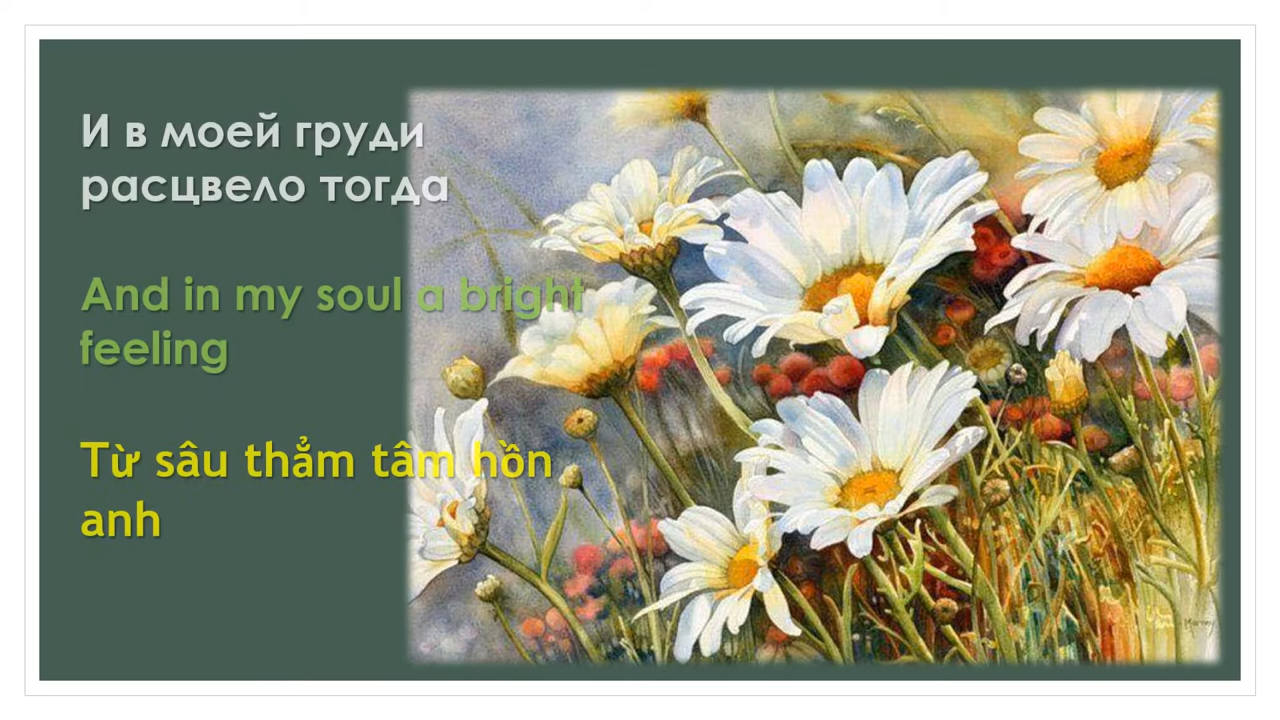 И в моей груди
расцвело тогда
And in my soul a bright
feeling
Từ sâu thẳm tâm hồn
anh